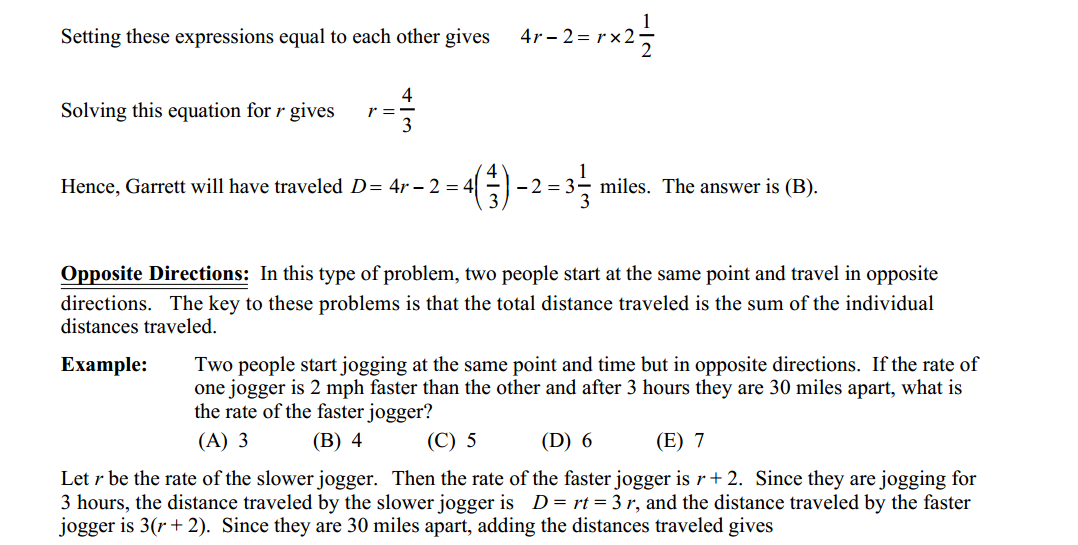 Setting these expressions equal to each other gives 4r – 2 = r × 2 1/2
Solving this equation for r gives r = 4/3
Hence, Garrett will have traveled D = 4r – 2 = 4(4/3) – 2 = 3 1/3 miles. The answer is (B).
Opposite Directions: In this type of problem, two people start at the same point and travel in opposite
directions. The key to these problems is that the total distance traveled is the sum of the individual
distances traveled.
Example: Two people start jogging at the same point and time but in opposite directions. If the rate of
one jogger is 2 mph faster than the other and after 3 hours they are 30 miles apart, what is
the rate of the faster jogger?
(A) 3 (B) 4 (C) 5 (D) 6 (E) 7
Let r be the rate of the slower jogger. Then the rate of the faster jogger is r + 2. Since they are jogging for
3 hours, the distance traveled by the slower jogger is D = rt = 3 r, and the distance traveled by the faster
jogger is 3(r + 2). Since they are 30 miles apart, adding the distances traveled gives